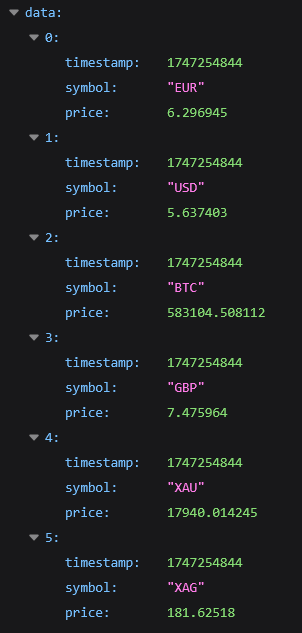 data:
0:
timestamp: 1747254844
symbol: "EUR"
price: 6.296945
1:
timestamp: 1747254844
symbol: "USD"
price: 5.637403
2:
timestamp: 1747254844
symbol: "BTC"
price: 583104.508112
3:
timestamp: 1747254844
symbol: "GBP"
price: 7.475964
4:
timestamp: 1747254844
symbol: "XAU"
price: 17940.014245
5:
timestamp: 1747254844
symbol: "XAG"
price: 181.62518